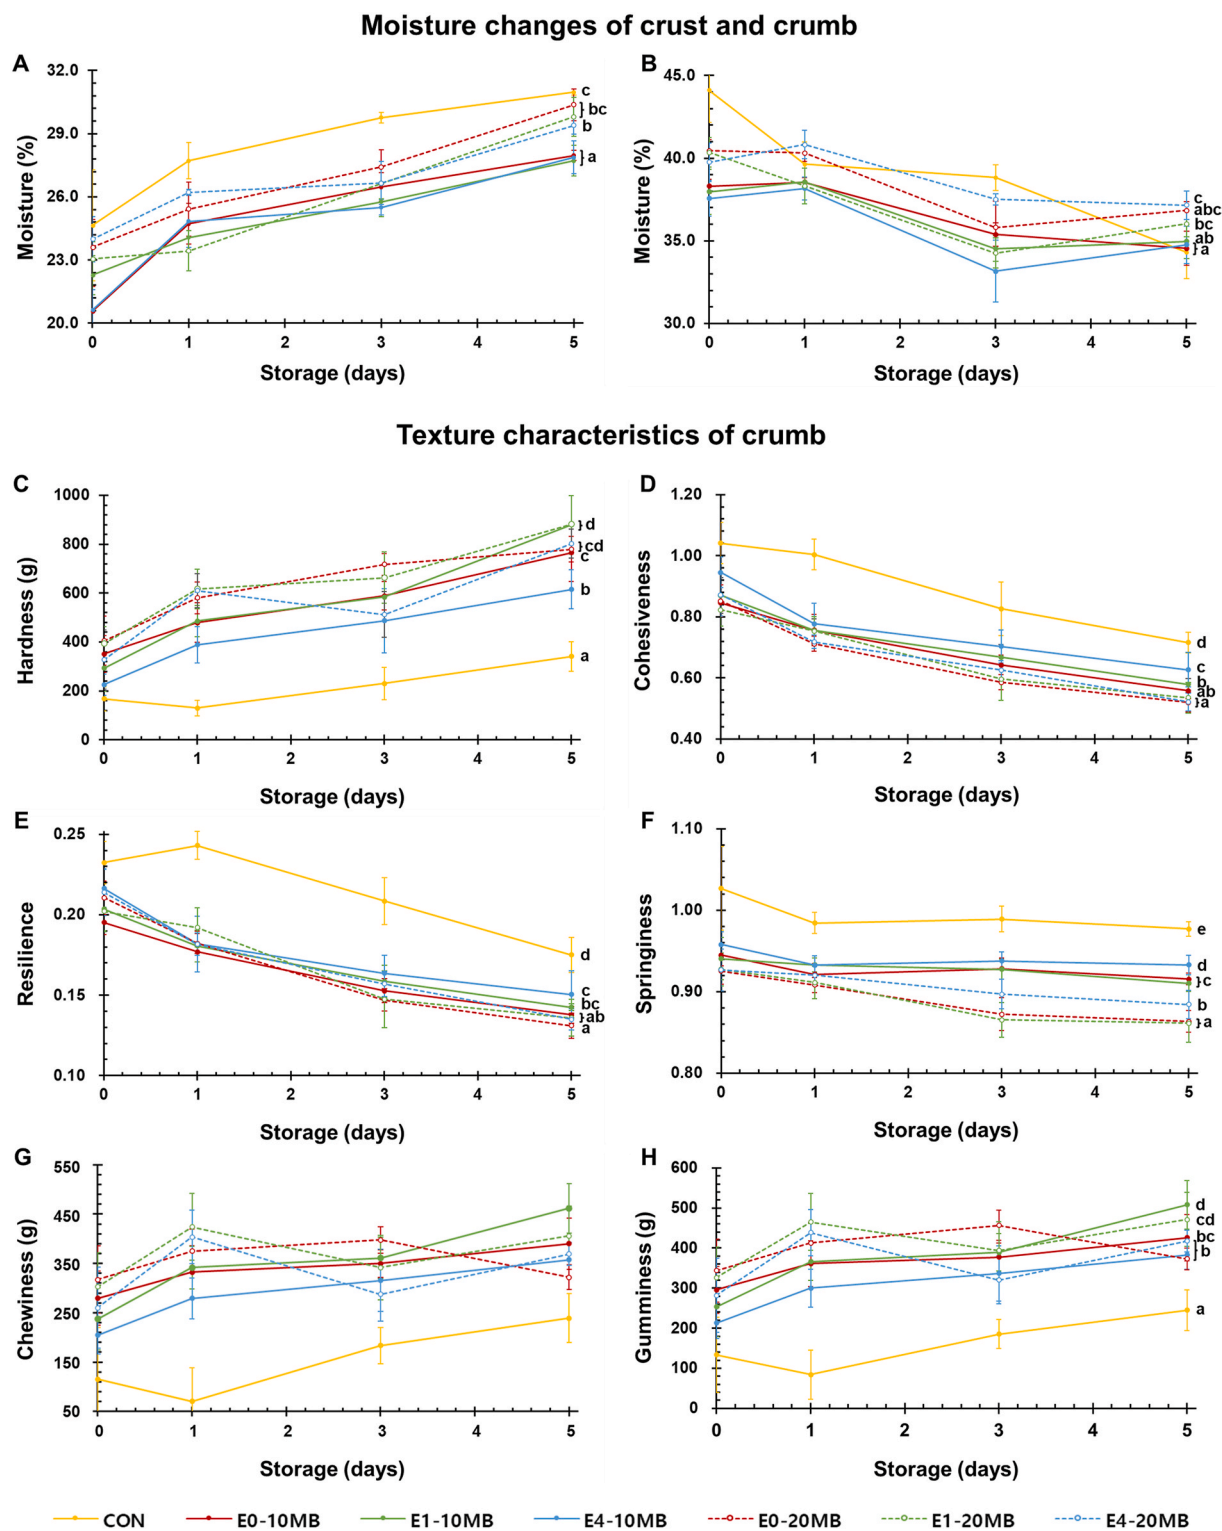 Moisture changes of crust and crumb
A
B
32.0
29.0
26.0
23.0
20.0
Moisture (%)
c
} bc
b
} a
0 1 2 3 4 5
Storage (days)
45.0
40.0
35.0
30.0
Moisture (%)
c
abc
bc
ab
} a
0 1 2 3 4 5
Storage (days)
Texture characteristics of crumb
C
D
1000
800
600
400
200
0
Hardness (g)
} d
} cd
c
b
a
0 1 2 3 4 5
Storage (days)
1.20
1.00
0.80
0.60
0.40
Cohesiveness
d
c
b
ab
} a
0 1 2 3 4 5
Storage (days)
E
F
0.25
0.20
0.15
0.10
Resilience
d
c
bc
} ab
a
0 1 2 3 4 5
Storage (days)
1.10
1.00
0.90
0.80
Springiness
e
d
} c
b
} a
0 1 2 3 4 5
Storage (days)
G
H
550
450
350
250
150
50
Chewiness (g)
0 1 2 3 4 5
Storage (days)
600
500
400
300
200
100
0
Gumminess (g)
d
cd
bc
} b
a
0 1 2 3 4 5
Storage (days)
CON E0-10MB E1-10MB E4-10MB E0-20MB E1-20MB E4-20MB